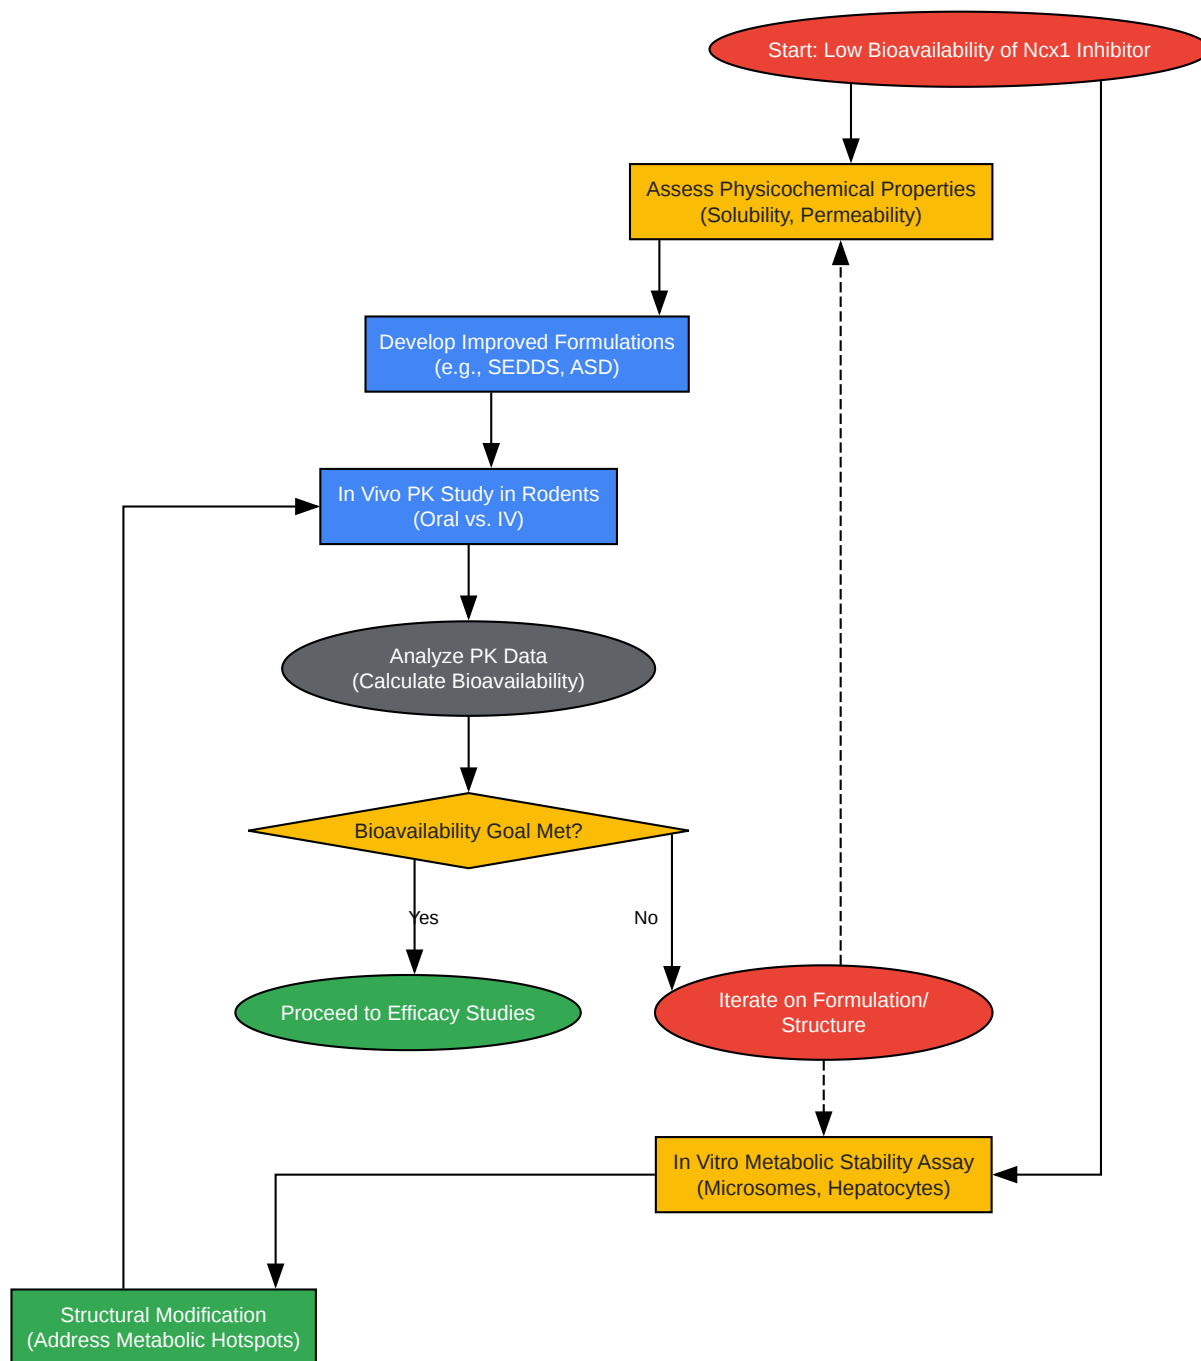 Start: Low Bioavailability of Ncx1 Inhibitor
Assess Physicochemical Properties
(Solubility, Permeability)
Develop Improved Formulations
(e.g., SEDDS, ASD)
In Vivo PK Study in Rodents
(Oral vs. IV)
Analyze PK Data
(Calculate Bioavailability)
Bioavailability Goal Met?
Yes
No
Proceed to Efficacy Studies
Iterate on Formulation/
Structure
In Vitro Metabolic Stability Assay
(Microsomes, Hepatocytes)
Structural Modification
(Address Metabolic Hotspots)